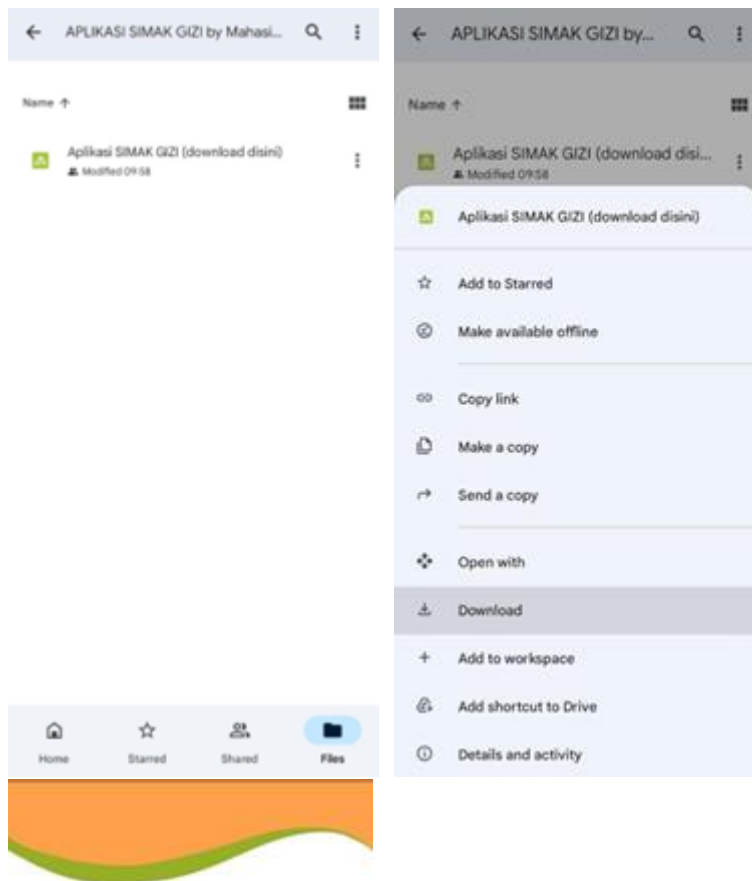 APLIKASI SIMAK GIZI by Mahasi...
Name ↑
Aplikasi SIMAK GIZI (download disini)
Modified 09.58
Home
Starred
Shared
Files
APLIKASI SIMAK GIZI by...
Name ↑
Aplikasi SIMAK GIZI (download disi...
Modified 09.58
Aplikasi SIMAK GIZI (download disini)
Add to Starred
Make available offline
Copy link
Make a copy
Send a copy
Open with
Download
Add to workspace
Add shortcut to Drive
Details and activity